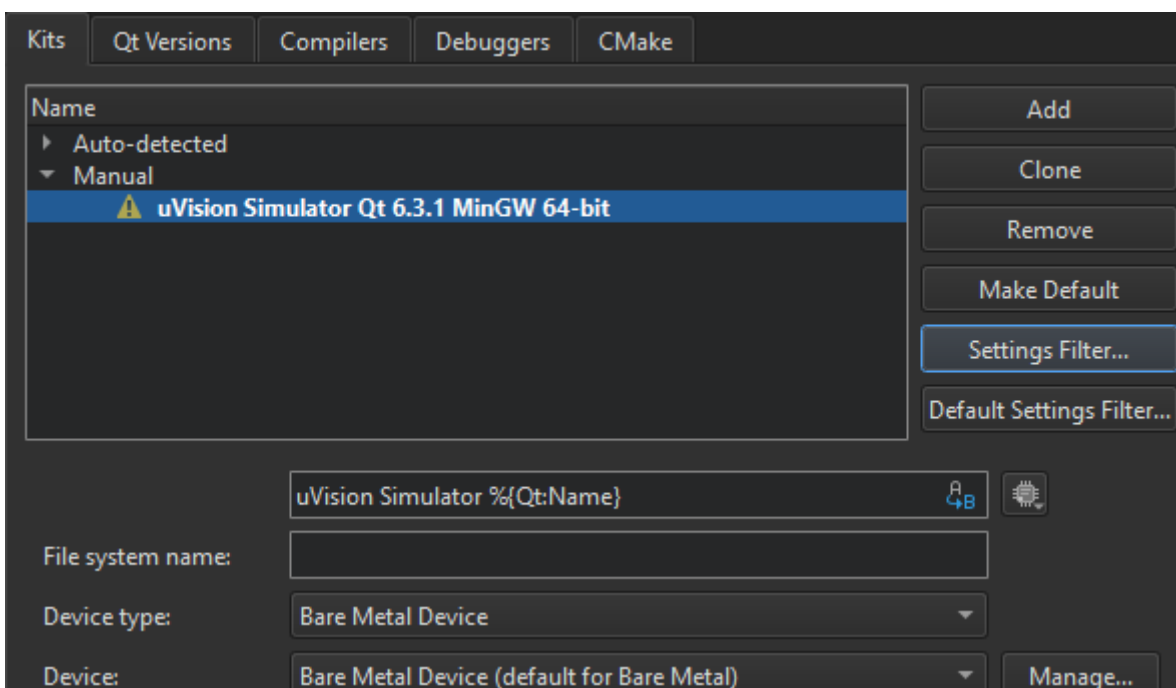 Kits Qt Versions Compilers Debuggers CMake
Name
Auto-detected
Manual
uVision Simulator Qt 6.3.1 MinGW 64-bit
Add
Clone
Remove
Make Default
Settings Filter...
Default Settings Filter...
uVision Simulator %{Qt:Name}
File system name:
Device type: Bare Metal Device
Device: Bare Metal Device (default for Bare Metal) Manage...